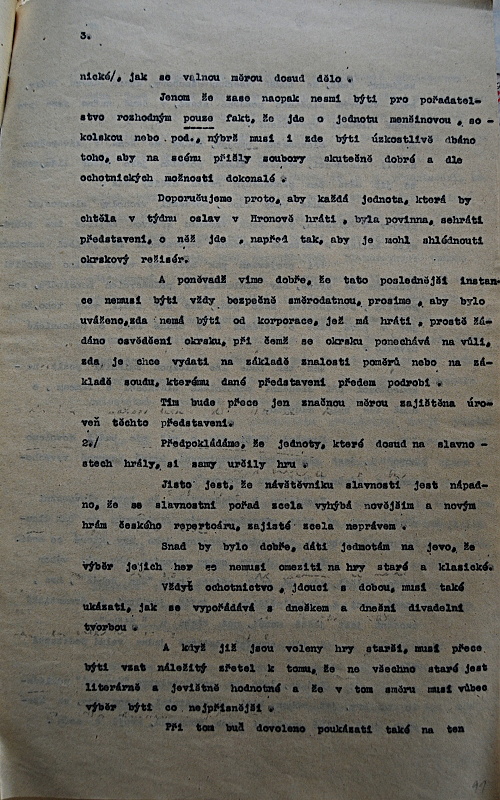 3.
nické/, jak se valnou měrou dosud dělo .
Jenom že zase naopak nesmí býti pro pořadatel=
stvo rozhodným pouze fakt, že jde o jednotu menšinovou , so -
kolskou nebo pod., nýbrž musí i zde býti úzkostlivě dbáno
toho, aby na scénu přišly soubory skutečně dobré a dle
ochotnických možností dokonalé .
Doporučujeme proto, aby každá jednota, která by
chtěla v týdnu oslav v Hronově hráti , byla povinna, sehráti
představení, o něž jde , napřed tak, aby je mohl shlédnouti
okrskový režisér.
A poněvadž víme dobře, že tato poslednější instan-
ce nemusí býti vždy bezpečně směrodatnou, prosíme , aby bylo
uváženo,zda nemá býti od korporace, jež má hráti , prostě žá-
dáno osvědčení okrsku, při čemž se okrsku ponechává na vůli,
zda je chce vydati na základě znalosti poměrů nebo na zá-
kladě soudu, kterému dané představení předem podrobí .
Tím bude přece jen značnou měrou zajištěna úro=
veň těchto představení.
2./ Předpokládáme, že jednoty, které dosud na slavno -
stech hrály, si samy určily hru .
Jisto jest, že návštěvníku slavností jest nápad-
no, že se slavnostní pořad zcela vyhýbá novějším a novým
hrám českého repertoáru, zajisté zcela neprávem .
Snad by bylo dobře, dáti jednotám na jevo, že
výběr jejich her se nemusí omeziti na hry staré a klasické.
Vždyť ochotnictvo , jdoucí s dobou, musí také
ukázati, jak se vypořádává s dneškem a dnešní divadelní
tvorbou .
A když již jsou voleny hry starší, musí přece
býti vzat náležitý zřetel k tomu, že ne všechno staré jest
literárně a jevištně hodnotné a že v tom směru musí vůbec
výběr býti co nejpřísnější .
Při tom buď dovoleno poukázati také na ten